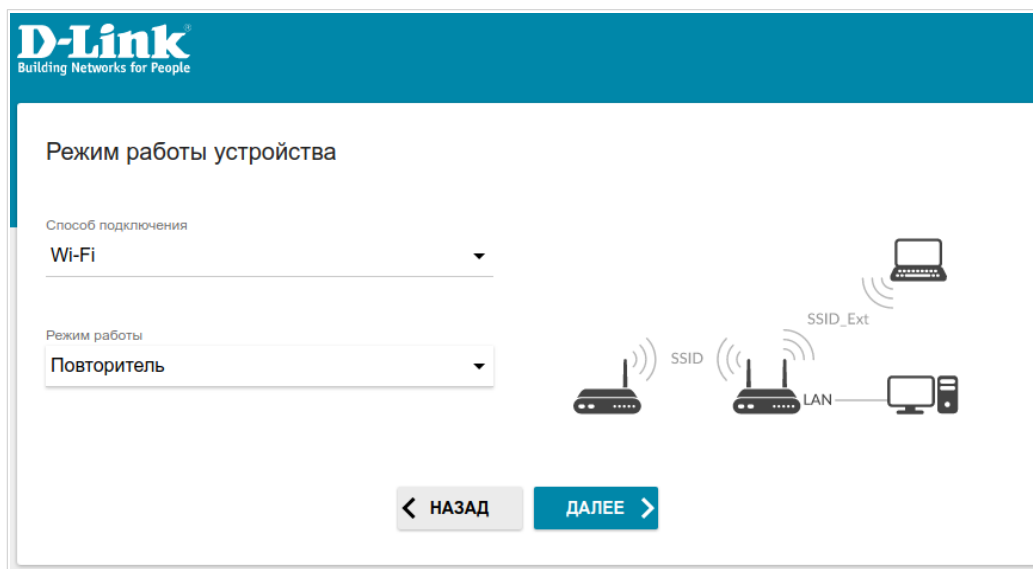 D-Link®
Building Networks for People
Режим работы устройства
Способ подключения
Wi-Fi
Режим работы
Повторитель
SSID
SSID_Ext
LAN
НАЗАД
ДАЛЕЕ